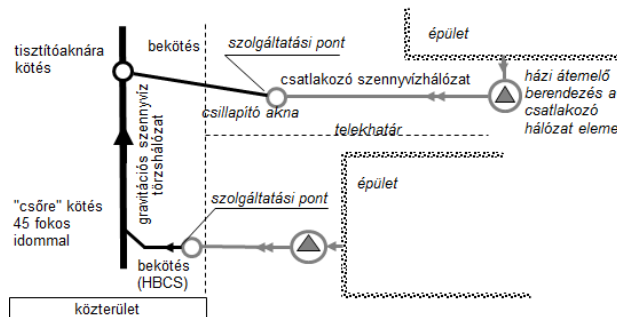 tisztítóaknára
kötés
bekötés
szolgáltatási pont
csatlakozó szennyvízhálózat
csillapító akna
épület
házi átemelő
berendezés a
csatlakozó
hálózat eleme
telekhatár
gravitációs szennyvíz
törzshálózat
"csőre" kötés
45 fokos
idommal
szolgáltatási pont
épület
bekötés
(HBCS)
közterület